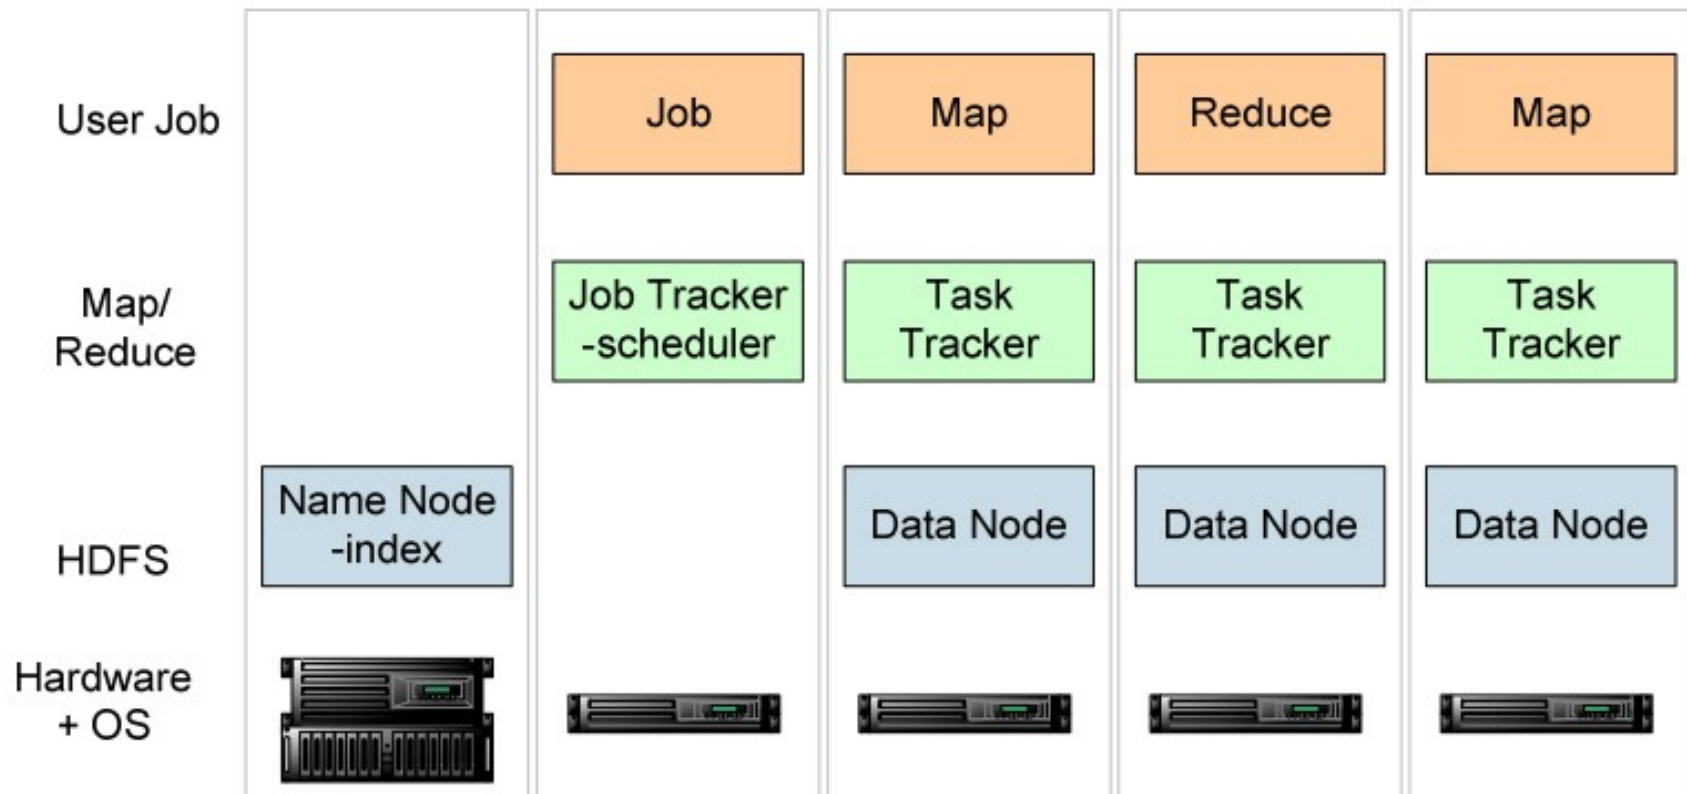 User Job
Job
Map
Reduce
Map
Map/
Reduce
Job Tracker
-scheduler
Task
Tracker
Task
Tracker
Task
Tracker
HDFS
Name Node
-index
Data Node
Data Node
Data Node
Hardware
+ OS